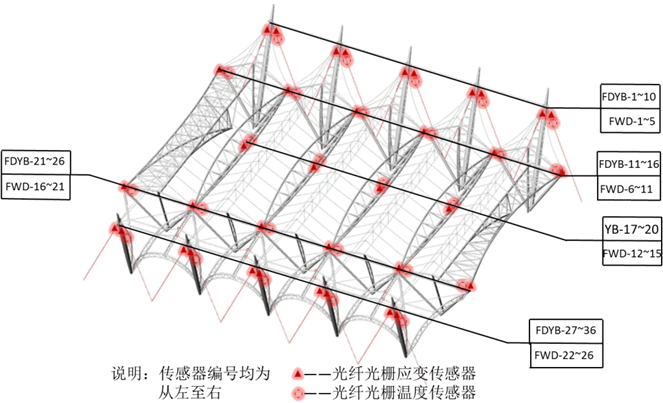 FDYB-1~10
FWD-1~5
FDYB-11~16
FWD-6~11
FDYB-21~26
FWD-16~21
YB-17~20
FWD-12~15
FDYB-27~36
FWD-22~26
说明：传感器编号均为
从左至右
——光纤光栅应变传感器
——光纤光栅温度传感器